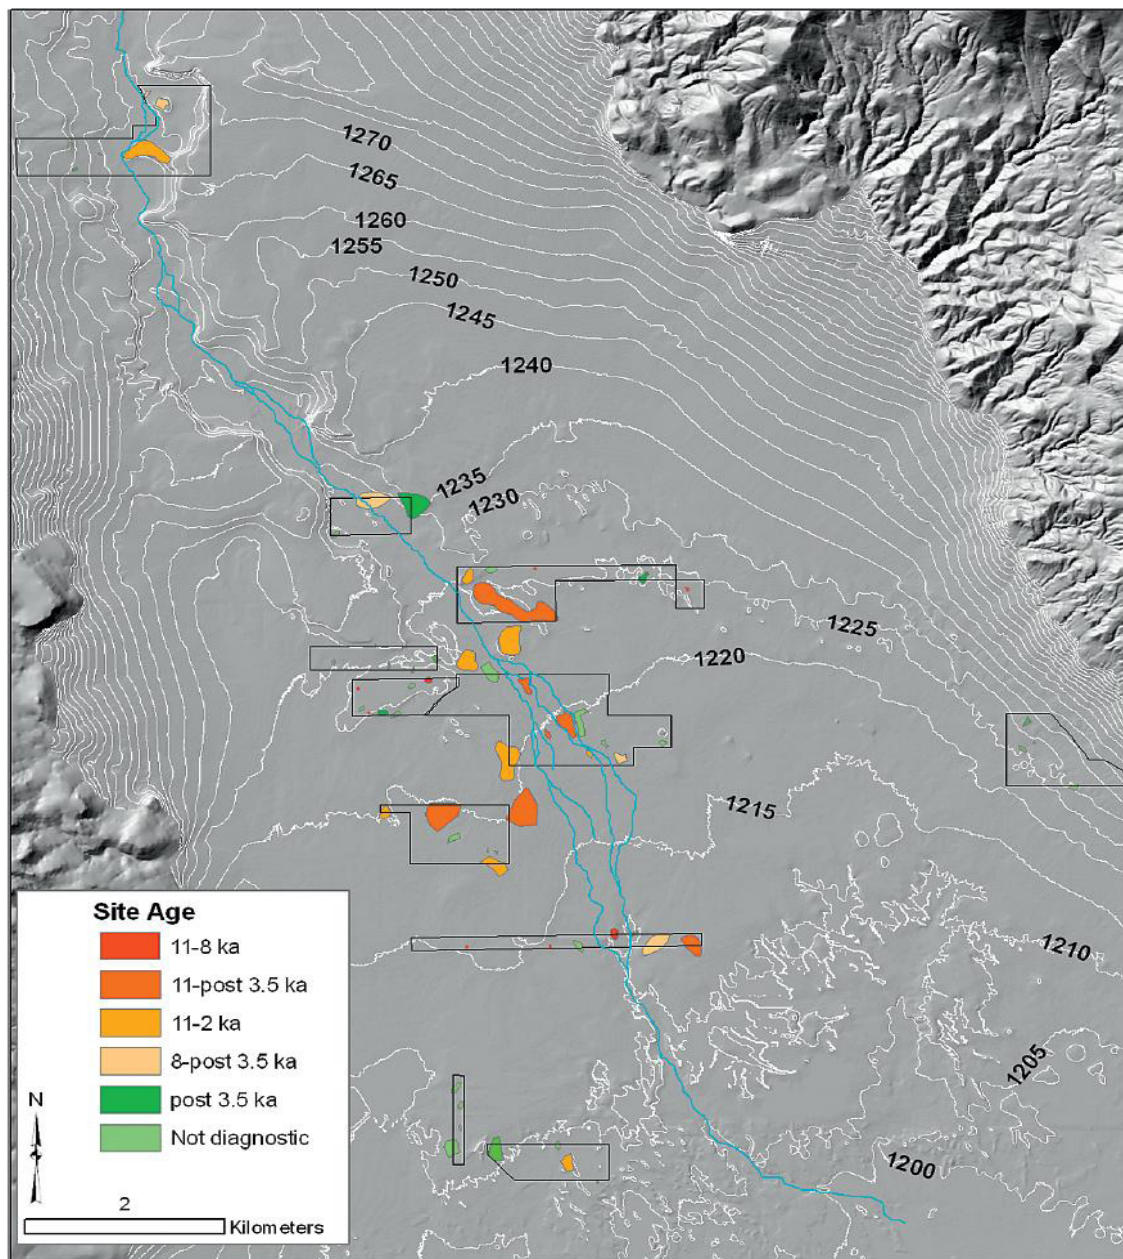 1270
1265
1260
1255
1250
1245
1240
1235
1230
1225
1220
1215
1210
1205
1200
Site Age
11-8 ka
11-post 3.5 ka
11-2 ka
8-post 3.5 ka
post 3.5 ka
Not diagnostic
N
2
Kilometers